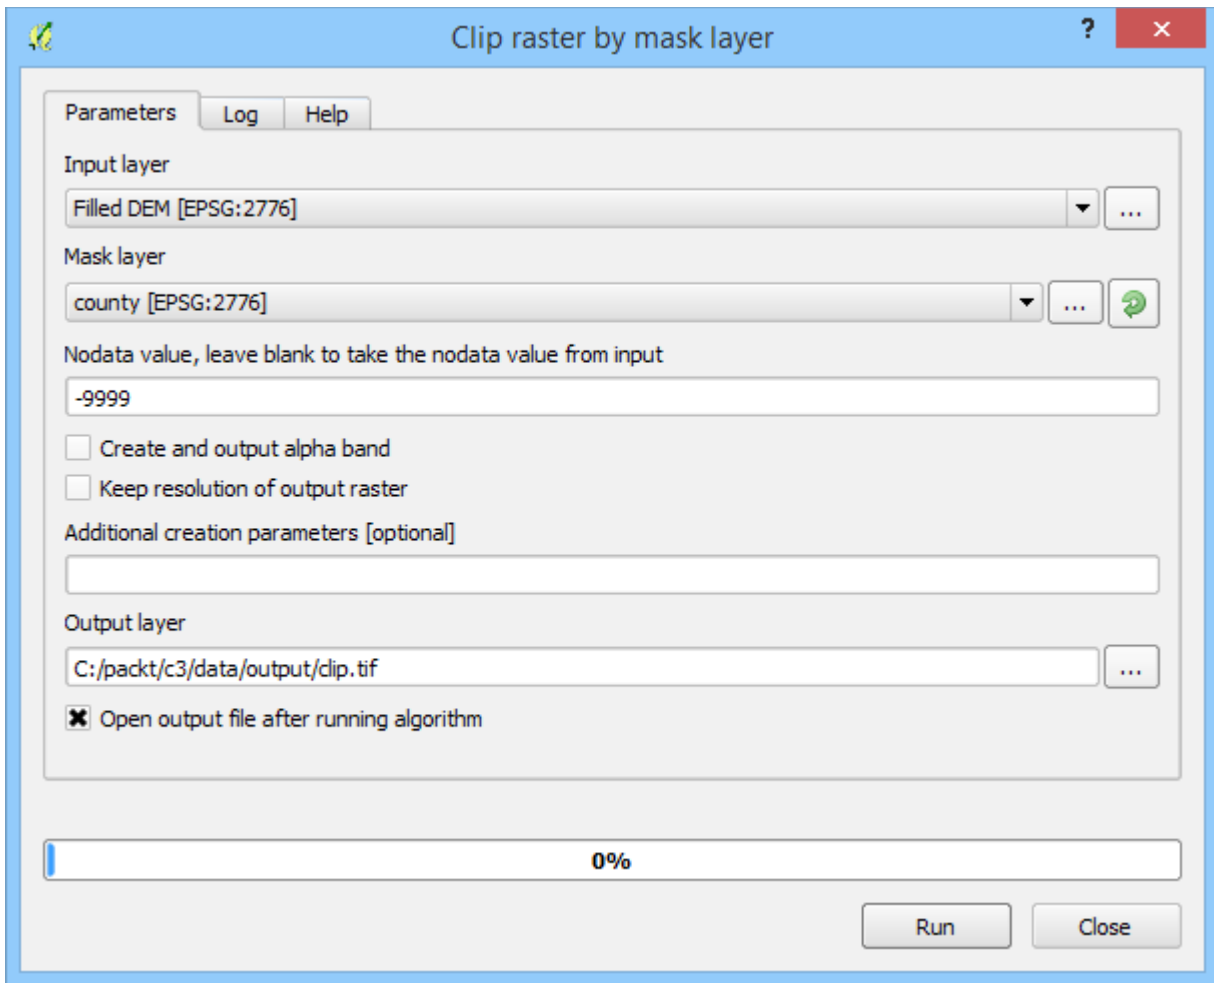 Clip raster by mask layer
?
Parameters
Log
Help
Input layer
Filled DEM [EPSG:2776]
...
Mask layer
county [EPSG:2776]
...
Nodata value, leave blank to take the nodata value from input
-9999
Create and output alpha band
Keep resolution of output raster
Additional creation parameters [optional]
Output layer
C:/packt/c3/data/output/clip.tif
...
Open output file after running algorithm
0%
Run
Close